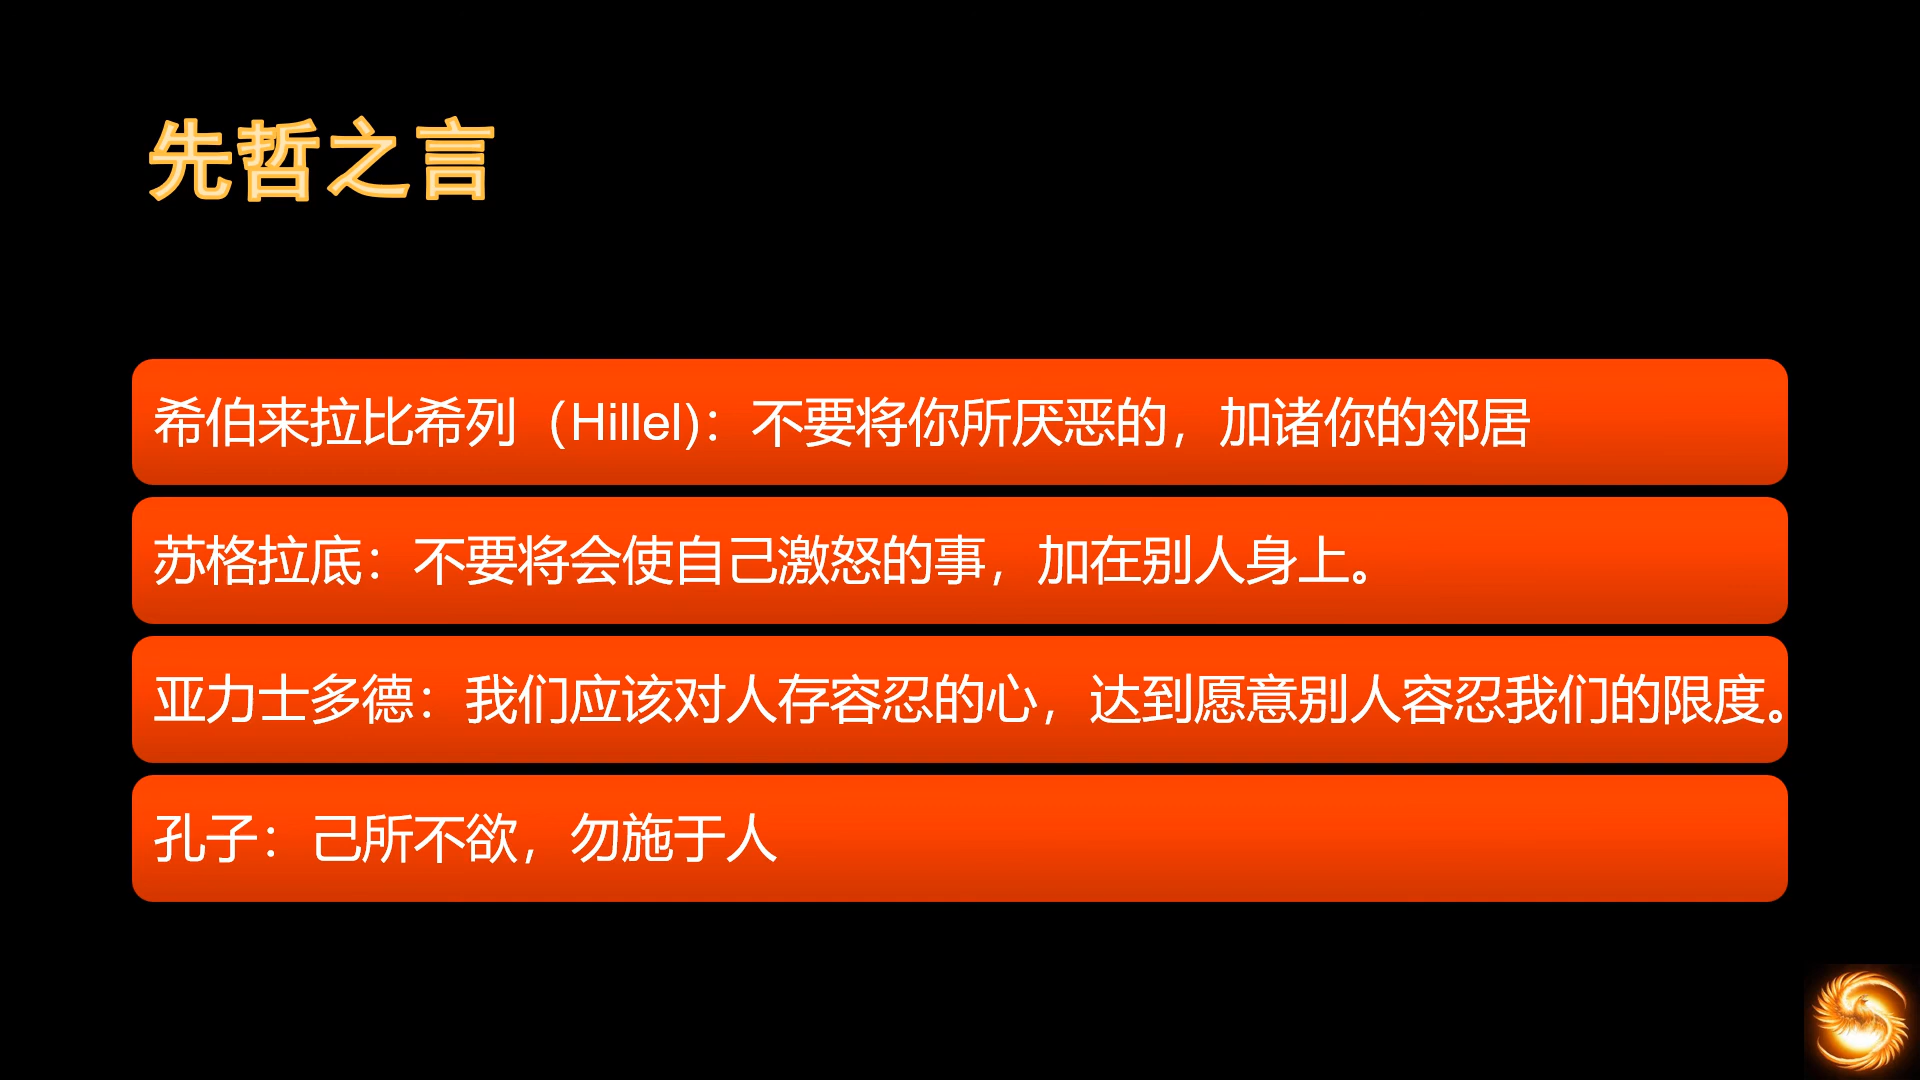 先哲之言
希伯来拉比希列（Hillel)：不要将你所厌恶的，加诸你的邻居
苏格拉底：不要将会使自己激怒的事，加在别人身上。
亚力士多德：我们应该对人存容忍的心，达到愿意别人容忍我们的限度。
孔子：己所不欲，勿施于人